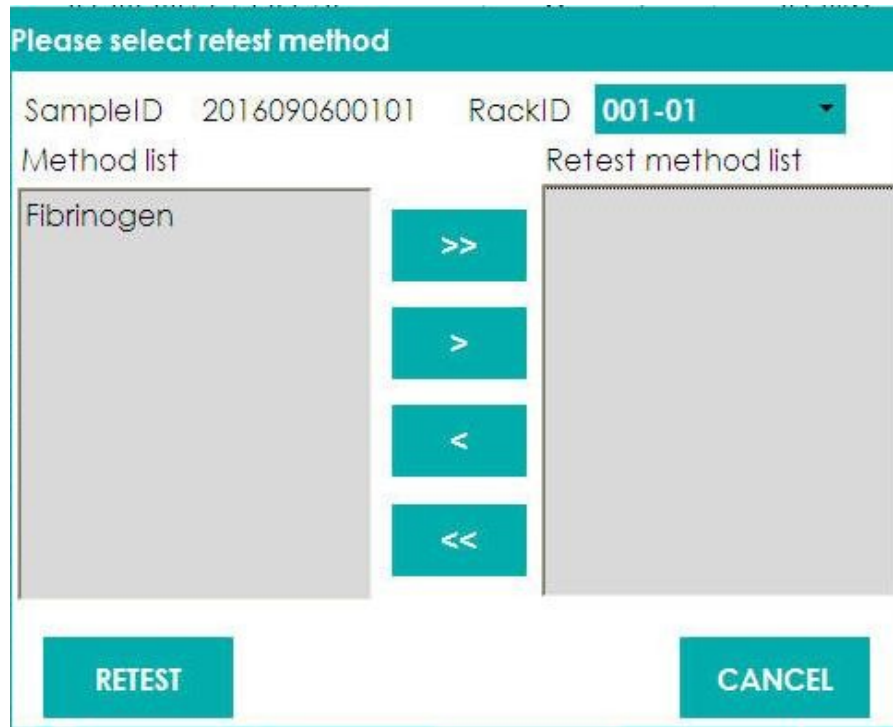 Please select retest method
SampleID 2016090600101 RackID 001-01
Method list Retest method list
Fibrinogen
>>
>
<
<<
RETEST CANCEL